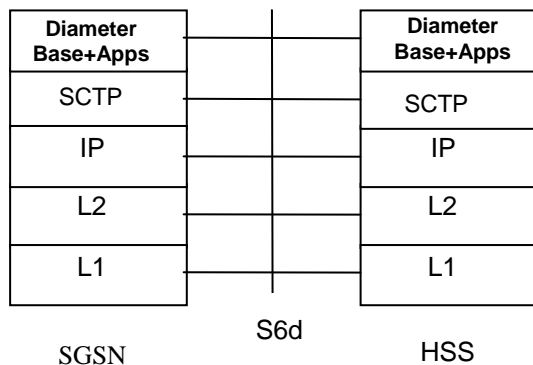 Diameter
Base+Apps
SCTP
IP
L2
L1
SGSN
S6d
Diameter
Base+Apps
SCTP
IP
L2
L1
HSS